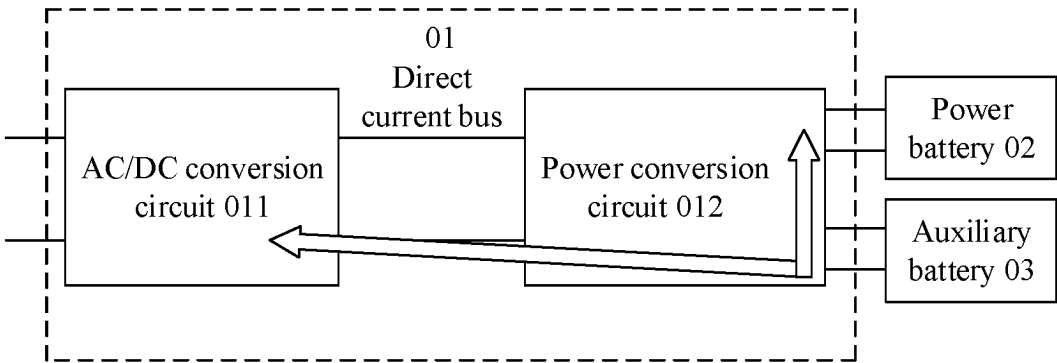 01
Direct
current bus
AC/DC conversion
circuit 011
Power conversion
circuit 012
Power
battery 02
Auxiliary
battery 03